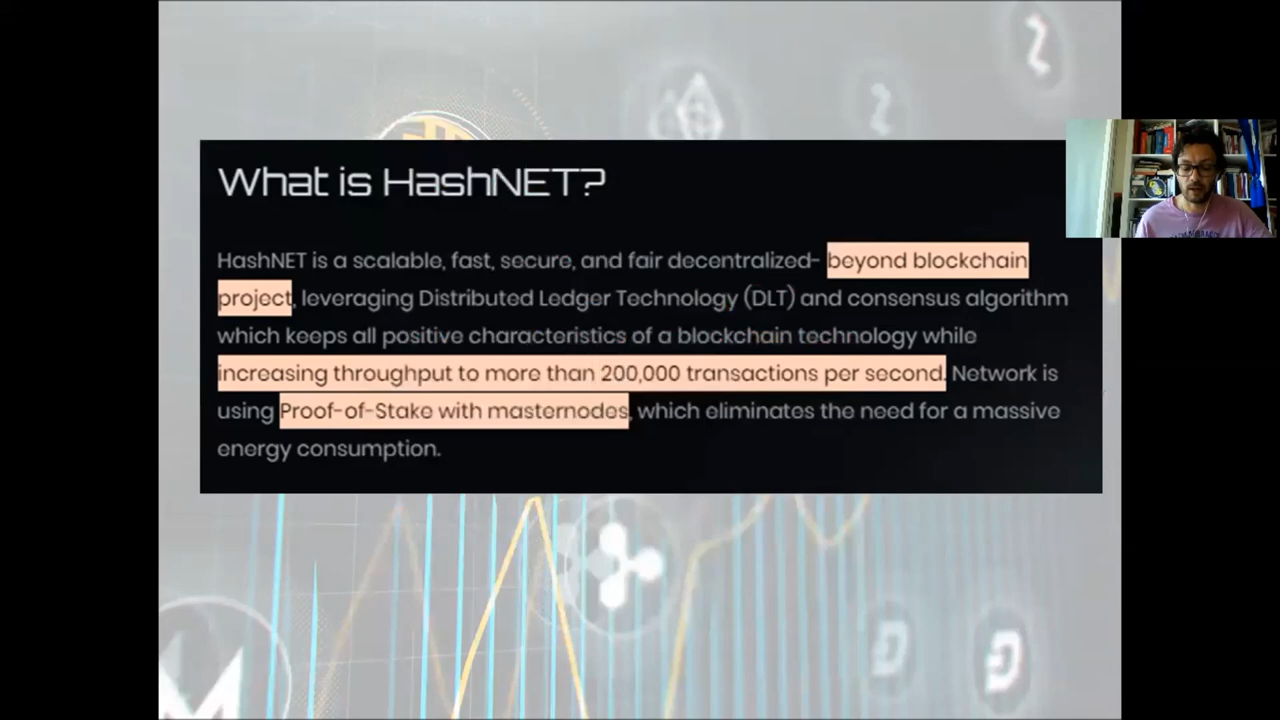 What is HashNET?
HashNET is a scalable, fast, secure, and fair decentralized- beyond blockchain
project, leveraging Distributed Ledger Technology (DLT) and consensus algorithm
which keeps all positive characteristics of a blockchain technology while
increasing throughput to more than 200,000 transactions per second. Network is
using Proof-of-Stake with masternodes, which eliminates the need for a massive
energy consumption.